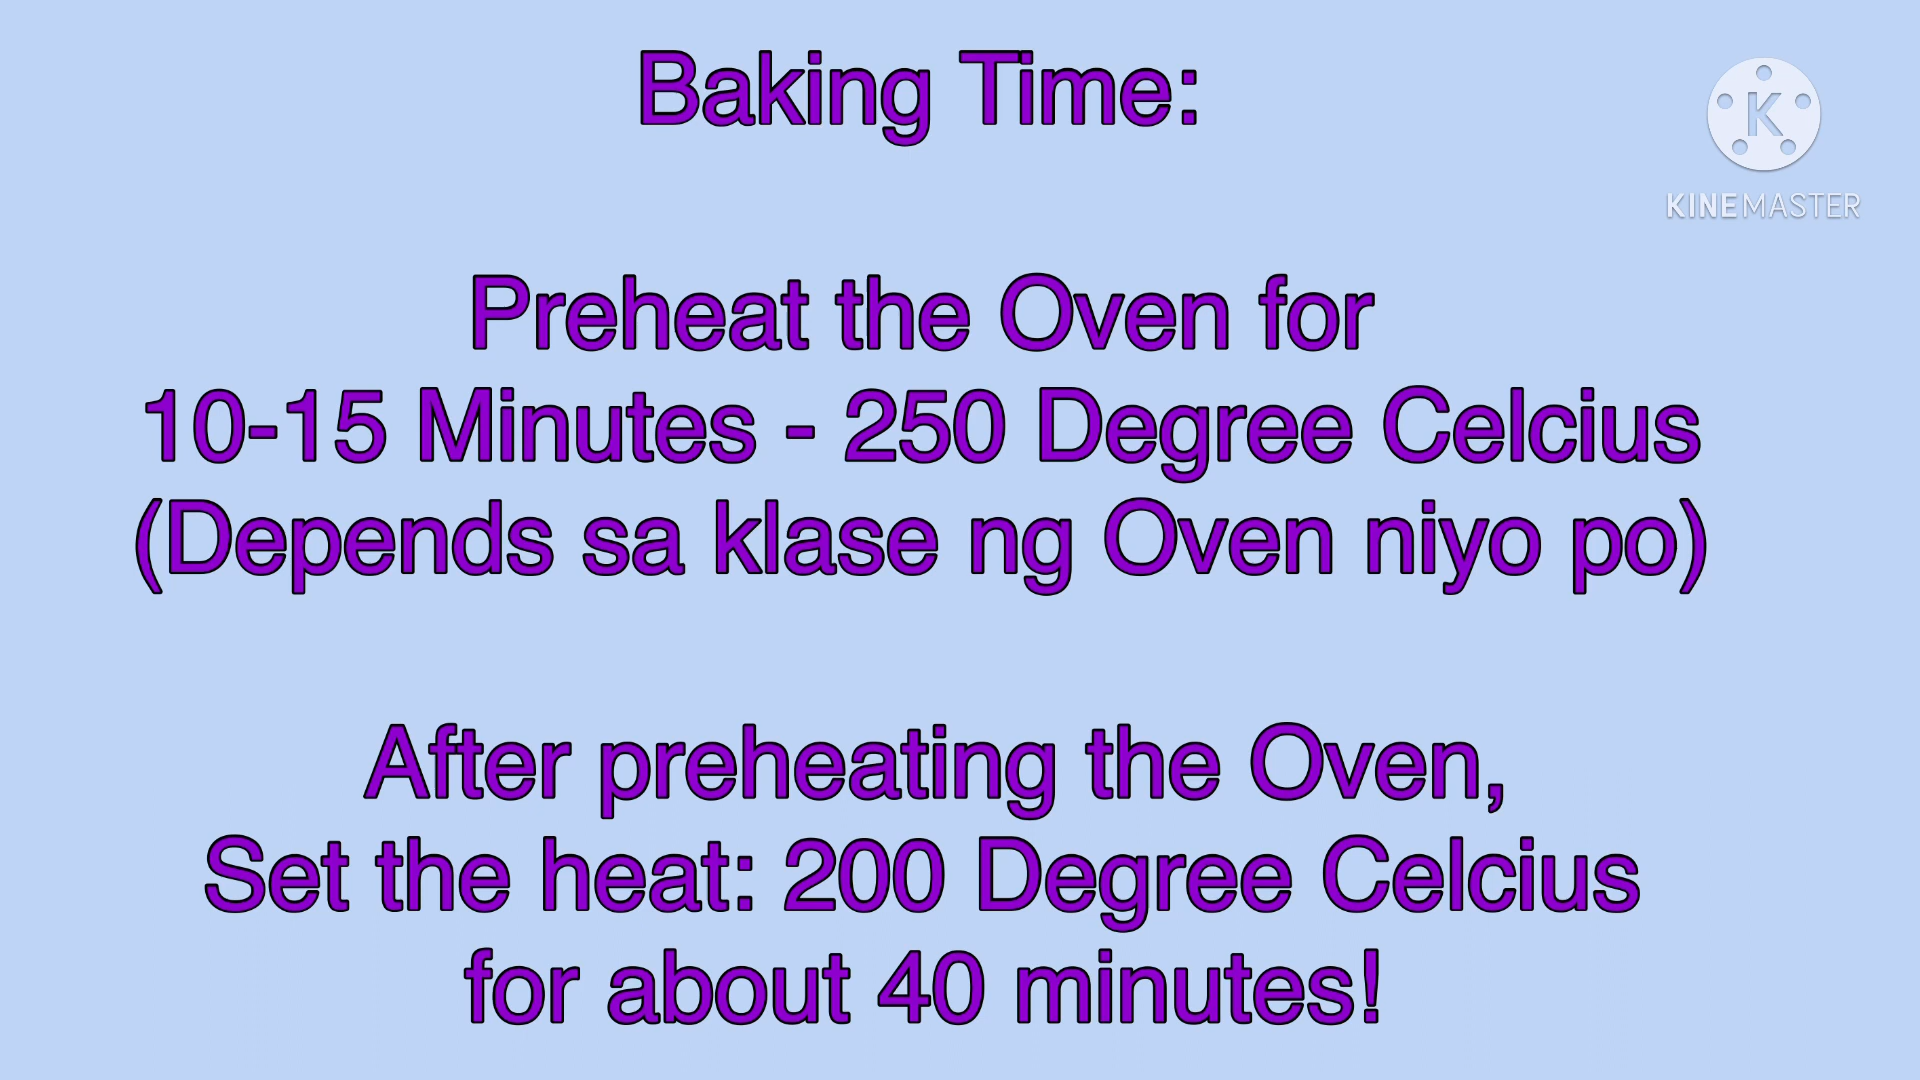 Baking Time:
K
KINEMASTER
Preheat the Oven for
10-15 Minutes - 250 Degree Celcius
(Depends sa klase ng Oven niyo po)
After preheating the Oven,
Set the heat: 200 Degree Celcius
for about 40 minutes!